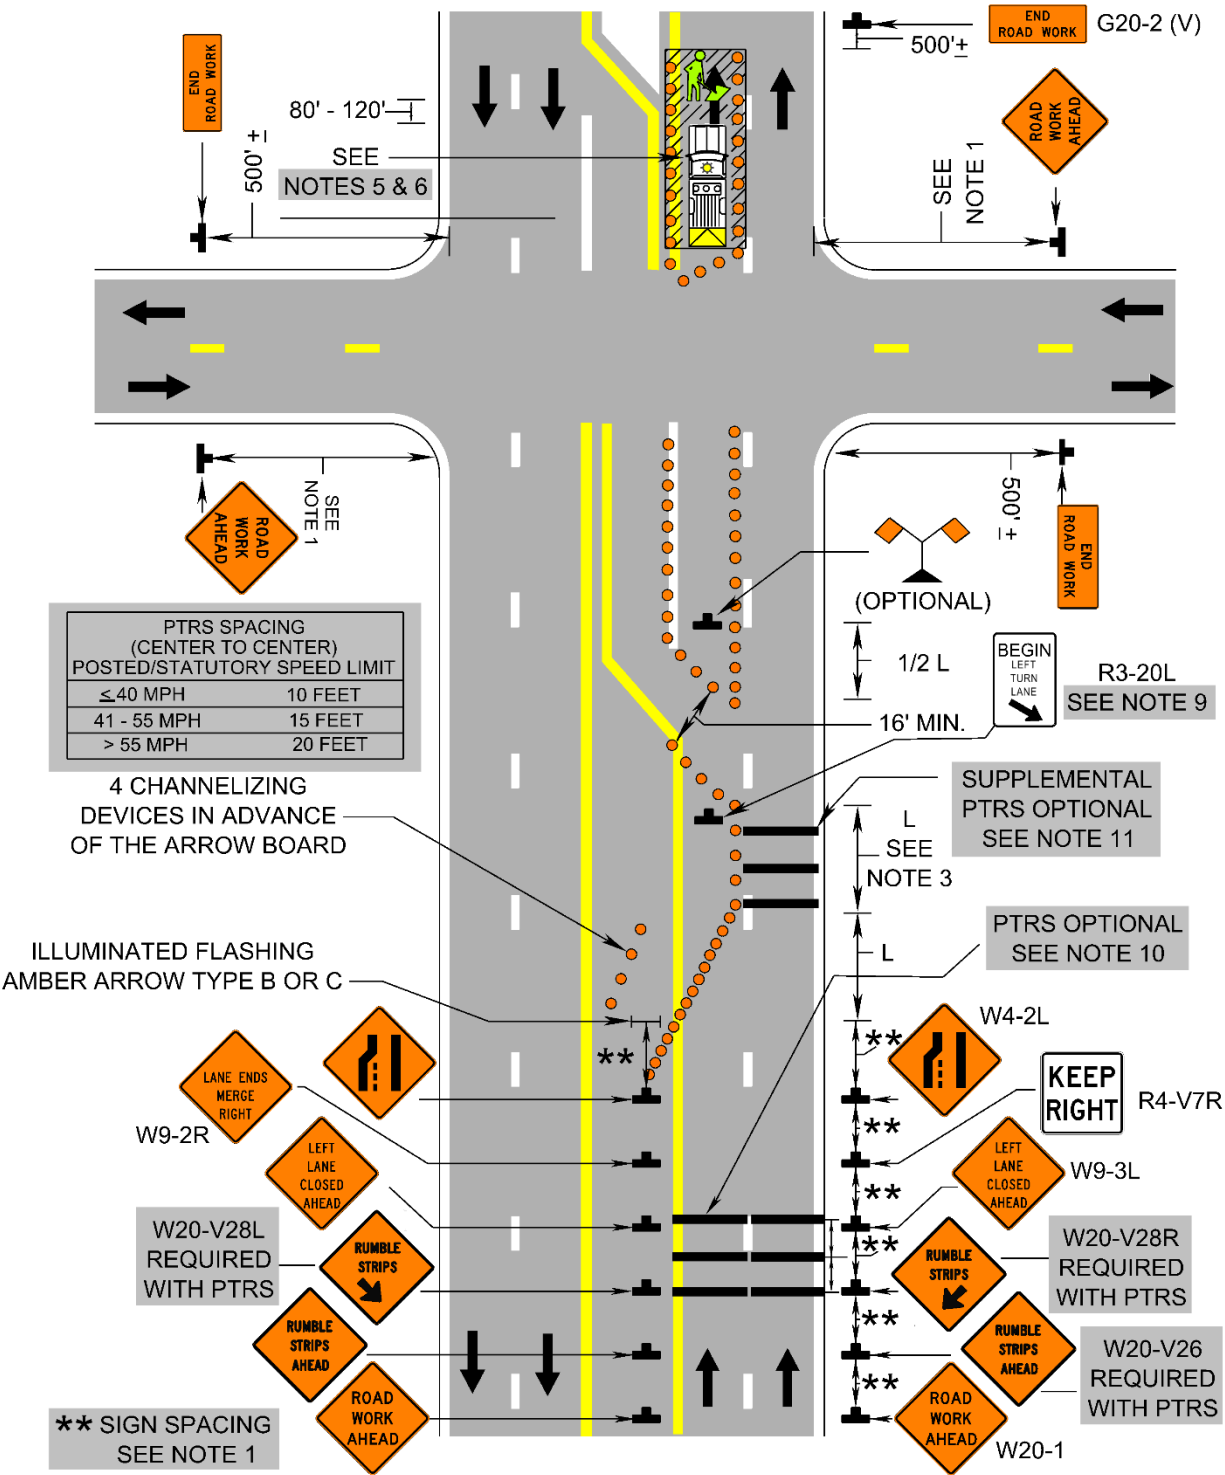 END
ROAD WORK
G20-2 (V)
500'±
END
ROAD WORK
500' ±
80' - 120'
SEE
NOTES 5 & 6
ROAD
WORK
AHEAD
SEE
NOTE 1
SEE
NOTE 1
ROAD
WORK
AHEAD
500' ±
END
ROAD WORK
(OPTIONAL)
PTRS SPACING
(CENTER TO CENTER)
POSTED/STATUTORY SPEED LIMIT
≤40 MPH 10 FEET
41 - 55 MPH 15 FEET
> 55 MPH 20 FEET
1/2 L
BEGIN
LEFT
TURN
LANE
R3-20L
SEE NOTE 9
16' MIN.
4 CHANNELIZING
DEVICES IN ADVANCE
OF THE ARROW BOARD
SUPPLEMENTAL
PTRS OPTIONAL
SEE NOTE 11
L
SEE
NOTE 3
PTRS OPTIONAL
SEE NOTE 10
L
ILLUMINATED FLASHING
AMBER ARROW TYPE B OR C
W4-2L
**
**
LANE ENDS
MERGE
RIGHT
W9-2R
KEEP
RIGHT
R4-V7R
**
LEFT
LANE
CLOSED
AHEAD
LEFT
LANE
CLOSED
AHEAD
W9-3L
**
W20-V28L
REQUIRED
WITH PTRS
RUMBLE
STRIPS
**
RUMBLE
STRIPS
W20-V28R
REQUIRED
WITH PTRS
RUMBLE
STRIPS
AHEAD
**
RUMBLE
STRIPS
AHEAD
W20-V26
REQUIRED
WITH PTRS
ROAD
WORK
AHEAD
**
ROAD
WORK
AHEAD
W20-1
** SIGN SPACING
SEE NOTE 1